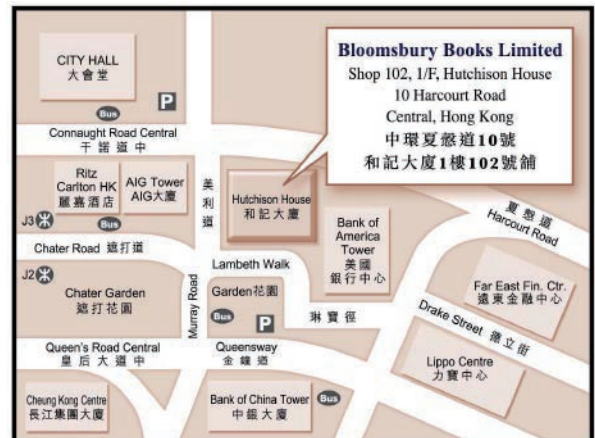 CITY HALL
大會堂
P
Bus
Connaught Road Central
干諾道中
Bloomsbury Books Limited
Shop 102, 1/F, Hutchison House
10 Harcourt Road
Central, Hong Kong
中環夏慤道10號
和記大廈1樓102號舖
Ritz
Carlton HK
麗嘉酒店
AIG Tower
AIG大廈
美利道
Hutchison House
和記大廈
夏慤道
Harcourt Road
J3
Bus
Bank of
America
Tower
美國
銀行中心
Chater Road 遮打道
Lambeth Walk
J2
Chater Garden
遮打花園
Murray Road
Garden花園
Far East Fin. Ctr.
遠東金融中心
Bus
P
琳寶徑
Drake Street 德立街
Queen's Road Central
皇后大道中
Queensway
金鐘道
Lippo Centre
力寶中心
Cheung Kong Centre
長江集團大廈
Bank of China Tower
中銀大廈
Bus